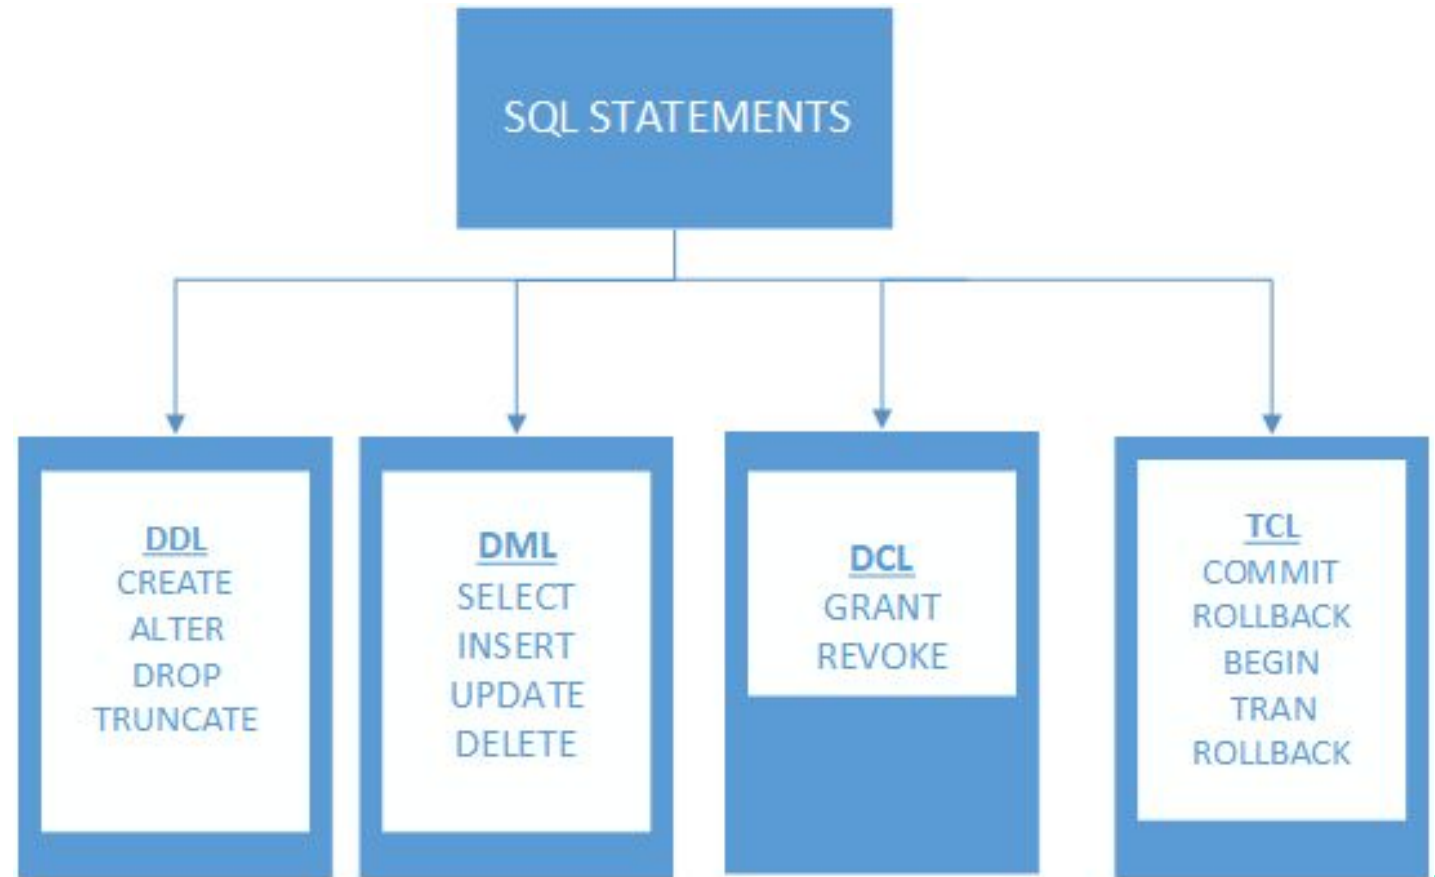 SQL STATEMENTS
DDL
CREATE
ALTER
DROP
TRUNCATE
DML
SELECT
INSERT
UPDATE
DELETE
DCL
GRANT
REVOKE
TCL
COMMIT
ROLLBACK
BEGIN
TRAN
ROLLBACK